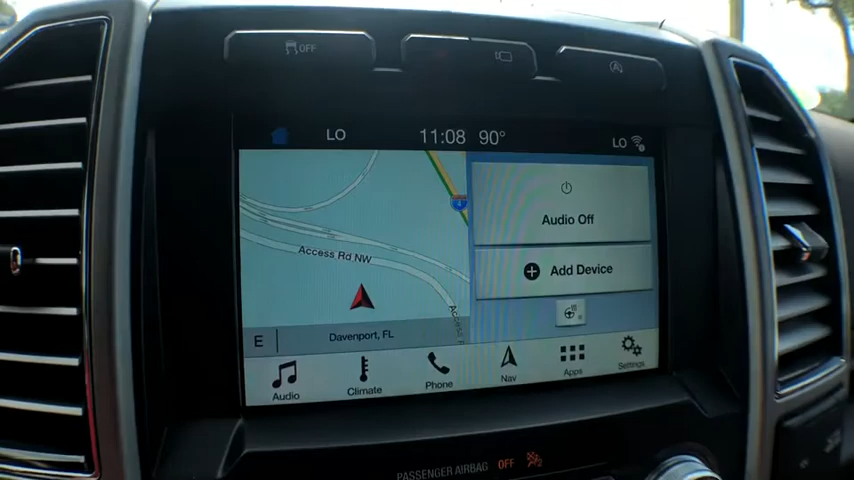 OFF
LO 11:08 90° LO
4
Access Rd NW
Audio Off
Add Device
E Davenport, FL
Audio Climate Phone Nav Apps Settings
PASSENGER AIRBAG OFF